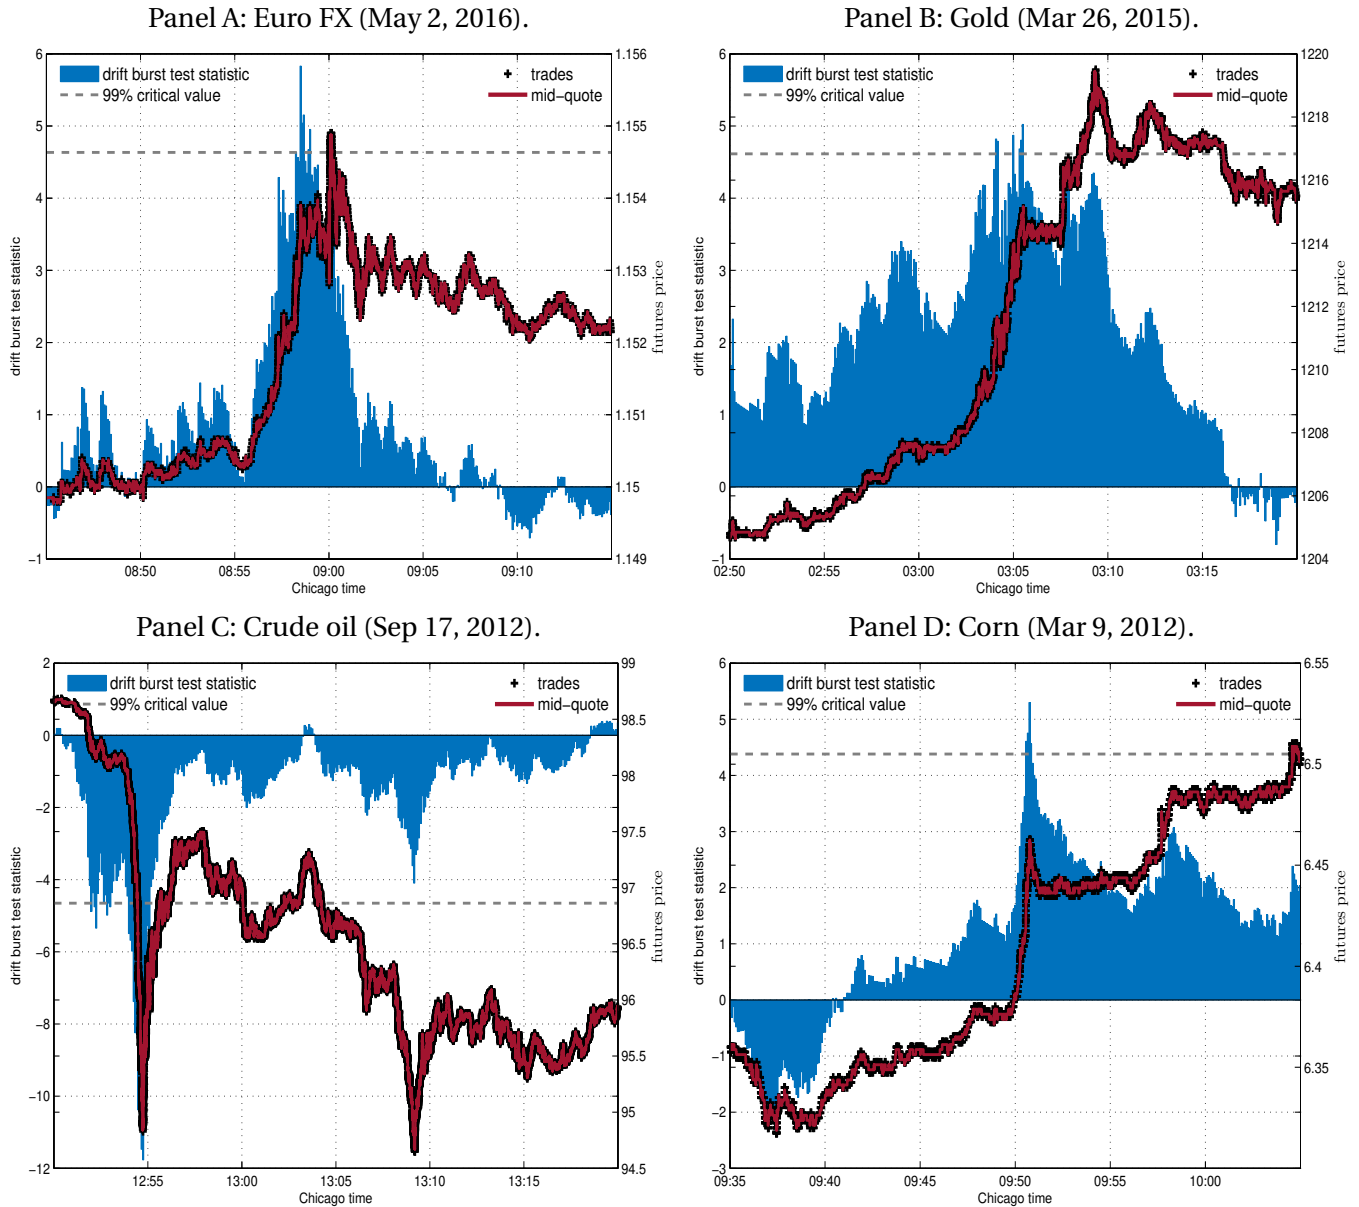 Panel A: Euro FX (May 2, 2016).
6
5
4
3
2
1
0
−1
drift burst test statistic
drift burst test statistic
99% critical value
trades
mid−quote
1.156
1.155
1.154
1.153
1.152
1.151
1.15
1.149
futures price
08:50 08:55 09:00 09:05 09:10
Chicago time
Panel B: Gold (Mar 26, 2015).
6
5
4
3
2
1
0
−1
drift burst test statistic
drift burst test statistic
99% critical value
trades
mid−quote
1220
1218
1216
1214
1212
1210
1208
1206
1204
futures price
02:50 02:55 03:00 03:05 03:10 03:15
Chicago time
Panel C: Crude oil (Sep 17, 2012).
2
0
−2
−4
−6
−8
−10
−12
drift burst test statistic
drift burst test statistic
99% critical value
trades
mid−quote
99
98.5
98
97.5
97
96.5
96
95.5
95
94.5
futures price
12:55 13:00 13:05 13:10 13:15
Chicago time
Panel D: Corn (Mar 9, 2012).
6
5
4
3
2
1
0
−1
−2
−3
drift burst test statistic
drift burst test statistic
99% critical value
trades
mid−quote
6.55
6.5
6.45
6.4
6.35
futures price
09:35 09:40 09:45 09:50 09:55 10:00
Chicago time